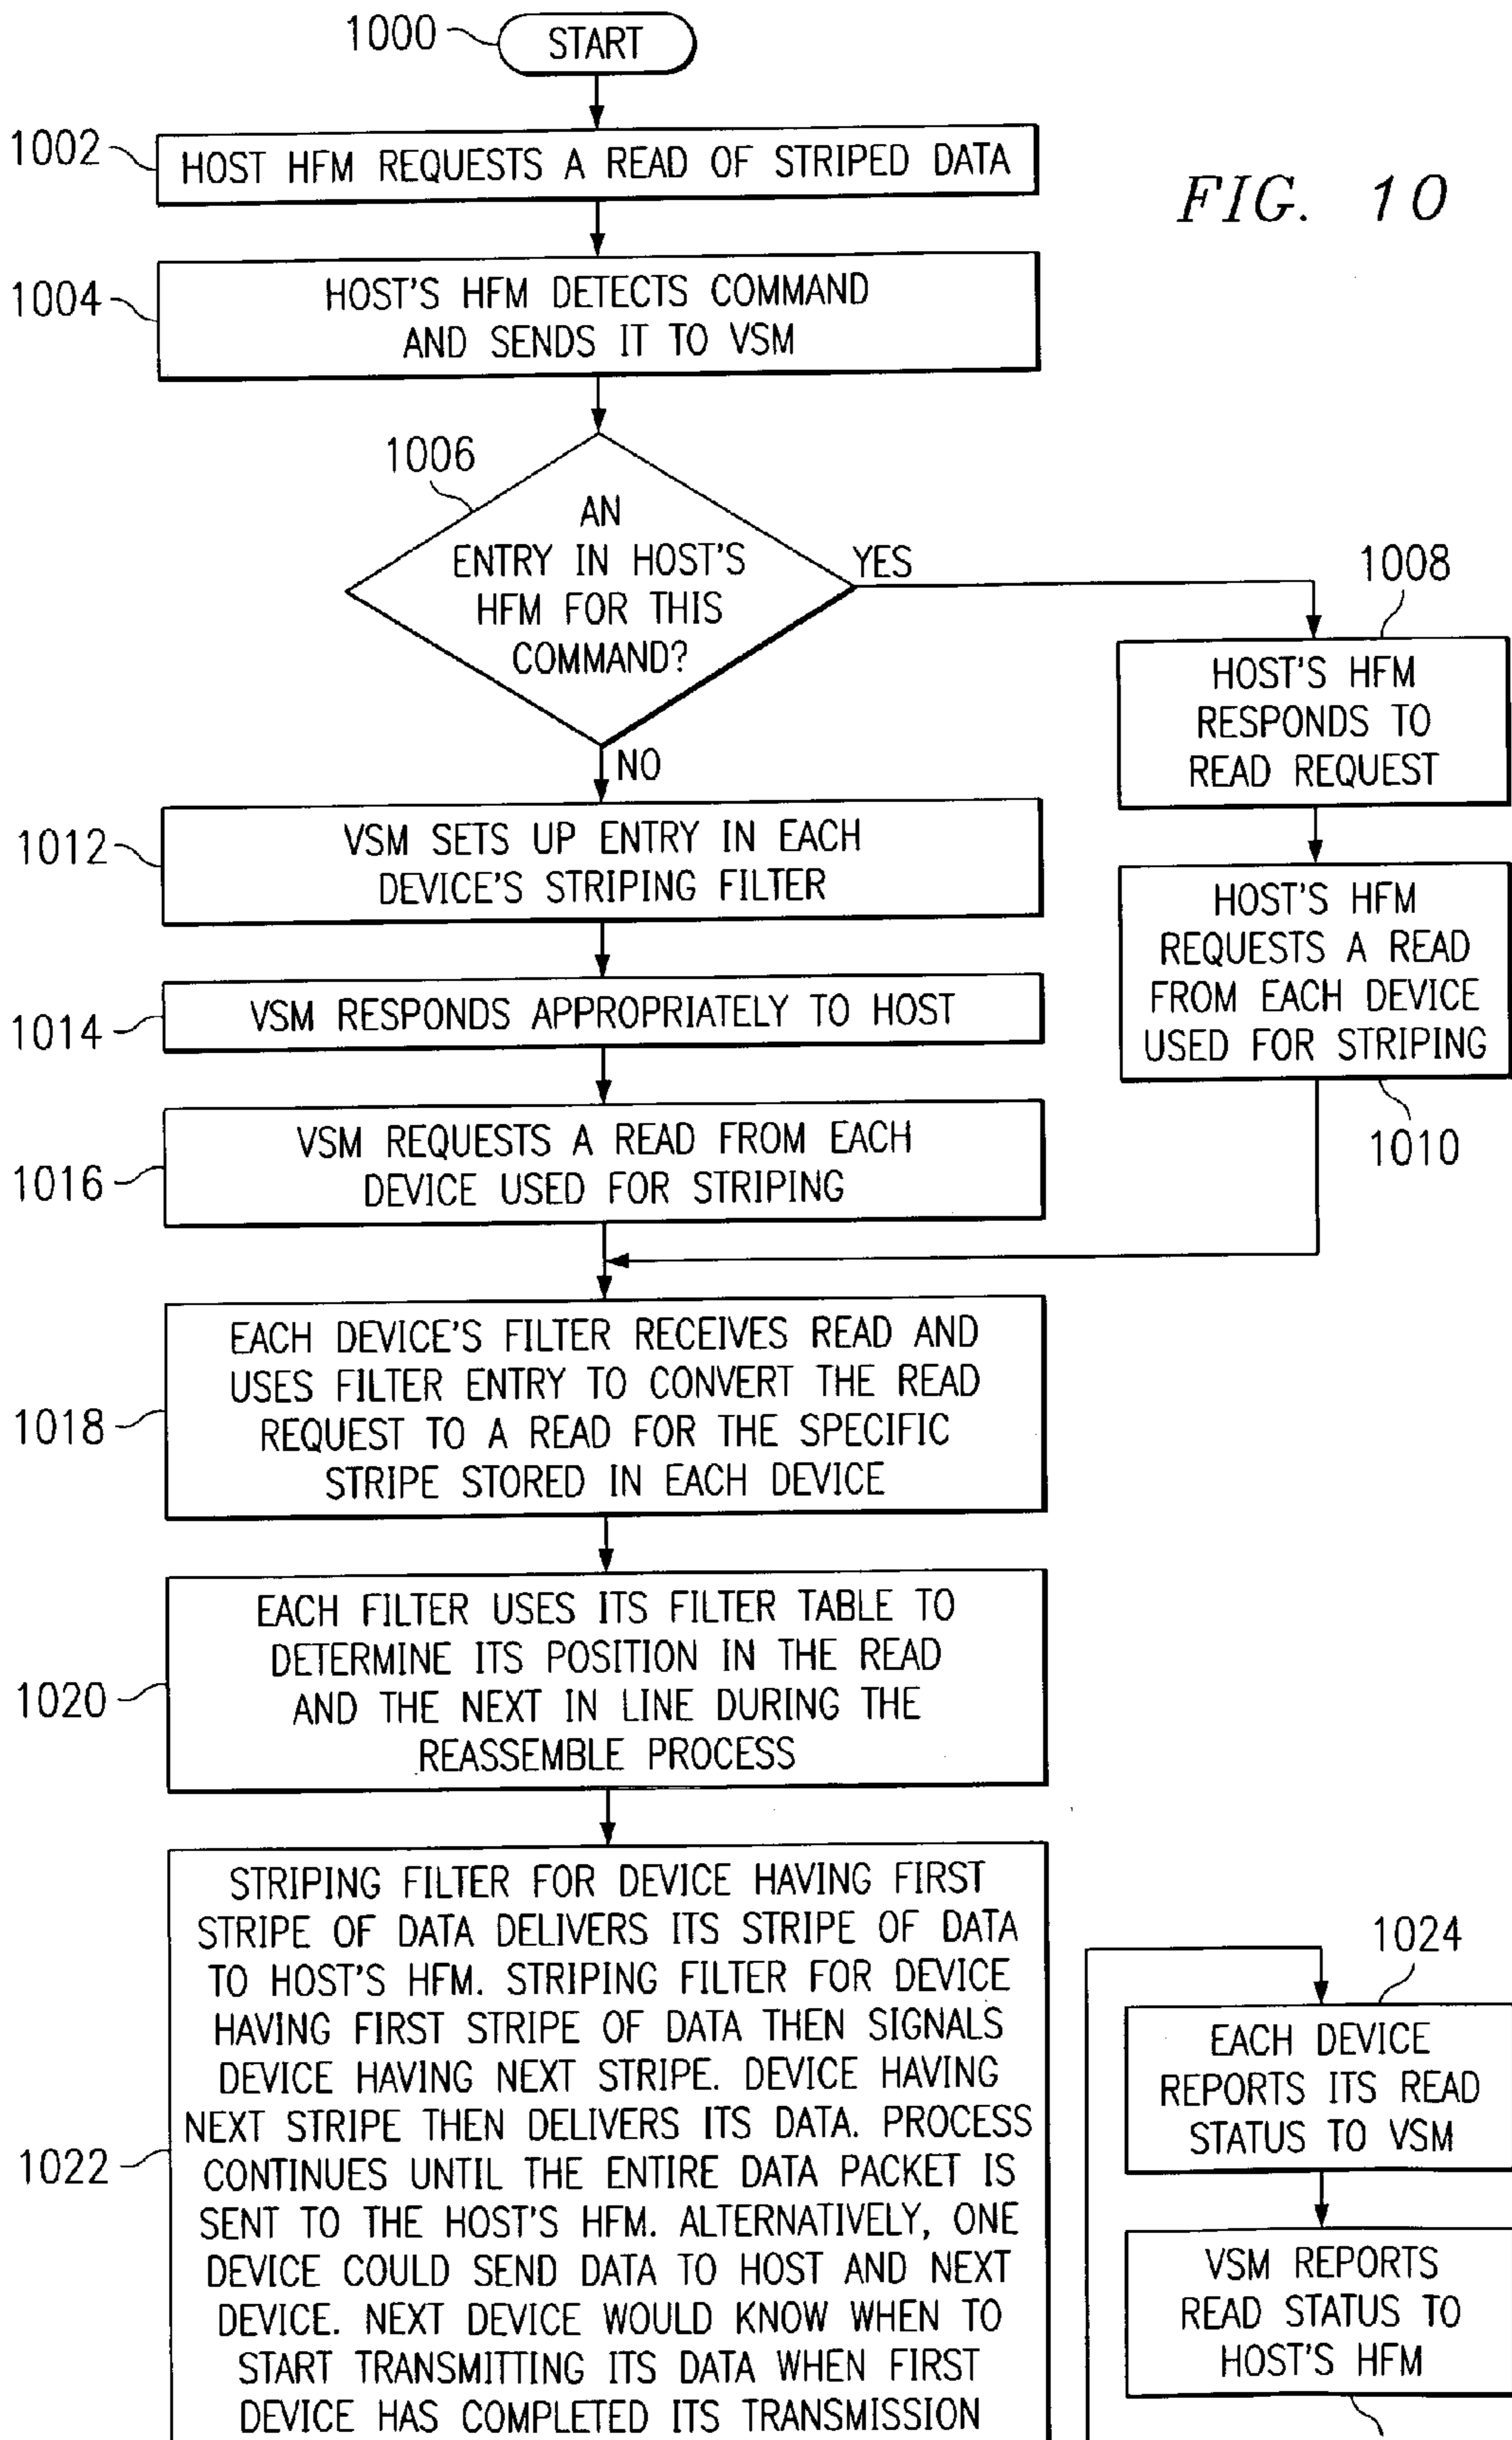 1000
START
1002
HOST HFM REQUESTS A READ OF STRIPED DATA
FIG. 10
1004
HOST'S HFM DETECTS COMMAND
AND SENDS IT TO VSM
1006
AN
ENTRY IN HOST'S
HFM FOR THIS
COMMAND?
YES
NO
1008
HOST'S HFM
RESPONDS TO
READ REQUEST
HOST'S HFM
REQUESTS A READ
FROM EACH DEVICE
USED FOR STRIPING
1010
1012
VSM SETS UP ENTRY IN EACH
DEVICE'S STRIPING FILTER
1014
VSM RESPONDS APPROPRIATELY TO HOST
1016
VSM REQUESTS A READ FROM EACH
DEVICE USED FOR STRIPING
1018
EACH DEVICE'S FILTER RECEIVES READ AND
USES FILTER ENTRY TO CONVERT THE READ
REQUEST TO A READ FOR THE SPECIFIC
STRIPE STORED IN EACH DEVICE
1020
EACH FILTER USES ITS FILTER TABLE TO
DETERMINE ITS POSITION IN THE READ
AND THE NEXT IN LINE DURING THE
REASSEMBLE PROCESS
1022
STRIPING FILTER FOR DEVICE HAVING FIRST
STRIPE OF DATA DELIVERS ITS STRIPE OF DATA
TO HOST'S HFM. STRIPING FILTER FOR DEVICE
HAVING FIRST STRIPE OF DATA THEN SIGNALS
DEVICE HAVING NEXT STRIPE. DEVICE HAVING
NEXT STRIPE THEN DELIVERS ITS DATA. PROCESS
CONTINUES UNTIL THE ENTIRE DATA PACKET IS
SENT TO THE HOST'S HFM. ALTERNATIVELY, ONE
DEVICE COULD SEND DATA TO HOST AND NEXT
DEVICE. NEXT DEVICE WOULD KNOW WHEN TO
START TRANSMITTING ITS DATA WHEN FIRST
DEVICE HAS COMPLETED ITS TRANSMISSION
1024
EACH DEVICE
REPORTS ITS READ
STATUS TO VSM
VSM REPORTS
READ STATUS TO
HOST'S HFM